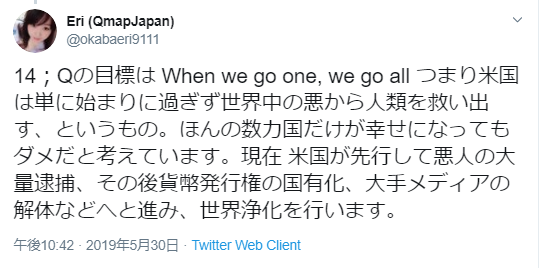 Eri (QmapJapan)
@okabaeri9111
14；Qの目標は When we go one, we go all つまり米国
は単に始まりに過ぎず世界中の悪から人類を救い出
す、というもの。ほんの数力国だけが幸せになっても
ダメだと考えています。現在 米国が先行して悪人の大
量逮捕、その後貨幣発行権の国有化、大手メディアの
解体などへと進み、世界浄化を行います。
午後10:42 · 2019年5月30日 · Twitter Web Client